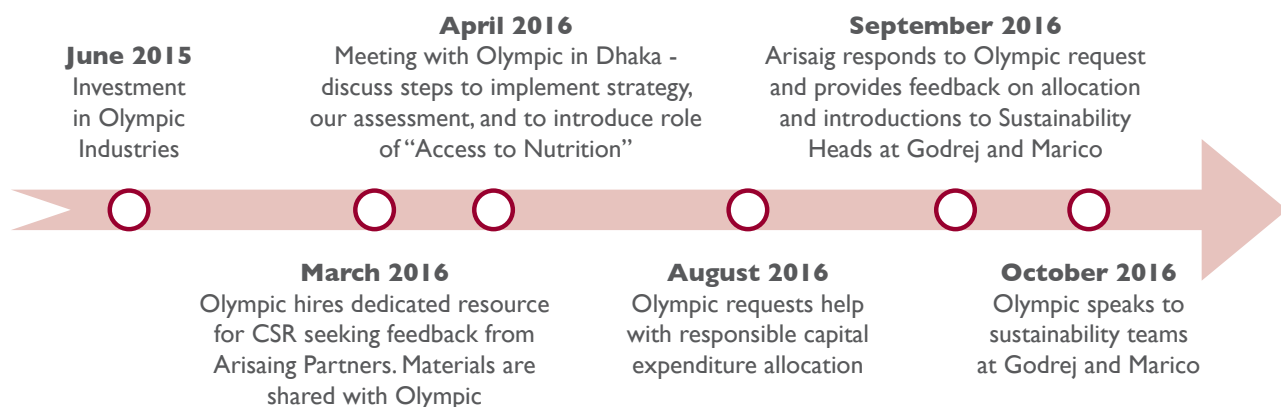 June 2015
Investment
in Olympic
Industries
March 2016
Olympic hires dedicated resource
for CSR seeking feedback from
Arisaing Partners. Materials are
shared with Olympic
April 2016
Meeting with Olympic in Dhaka -
discuss steps to implement strategy,
our assessment, and to introduce role
of “Access to Nutrition”
August 2016
Olympic requests help
with responsible capital
expenditure allocation
September 2016
Arisaig responds to Olympic request
and provides feedback on allocation
and introductions to Sustainability
Heads at Godrej and Marico
October 2016
Olympic speaks to
sustainability teams
at Godrej and Marico